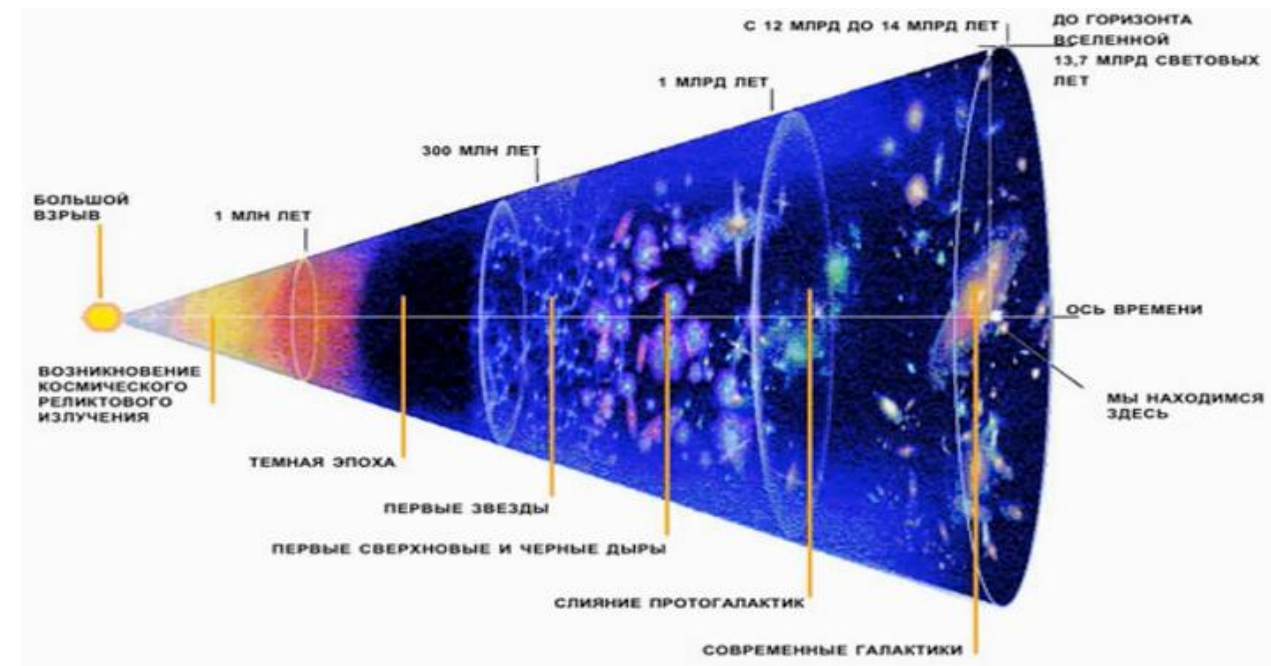 С 12 МЛРД ДО 14 МЛРД ЛЕТ
ДО ГОРИЗОНТА
ВСЕЛЕННОЙ
13,7 МЛРД СВЕТОВЫХ
ЛЕТ
1 МЛРД ЛЕТ
300 МЛН ЛЕТ
БОЛЬШОЙ
ВЗРЫВ
1 МЛН ЛЕТ
ОСЬ ВРЕМЕНИ
ВОЗНИКНОВЕНИЕ
КОСМИЧЕСКОГО
РЕЛИКТОВОГО
ИЗЛУЧЕНИЯ
МЫ НАХОДИМСЯ
ЗДЕСЬ
ТЕМНАЯ ЭПОХА
ПЕРВЫЕ ЗВЕЗДЫ
ПЕРВЫЕ СВЕРХНОВЫЕ И ЧЕРНЫЕ ДЫРЫ
СЛИЯНИЕ ПРОТОГАЛАКТИК
СОВРЕМЕННЫЕ ГАЛАКТИКИ